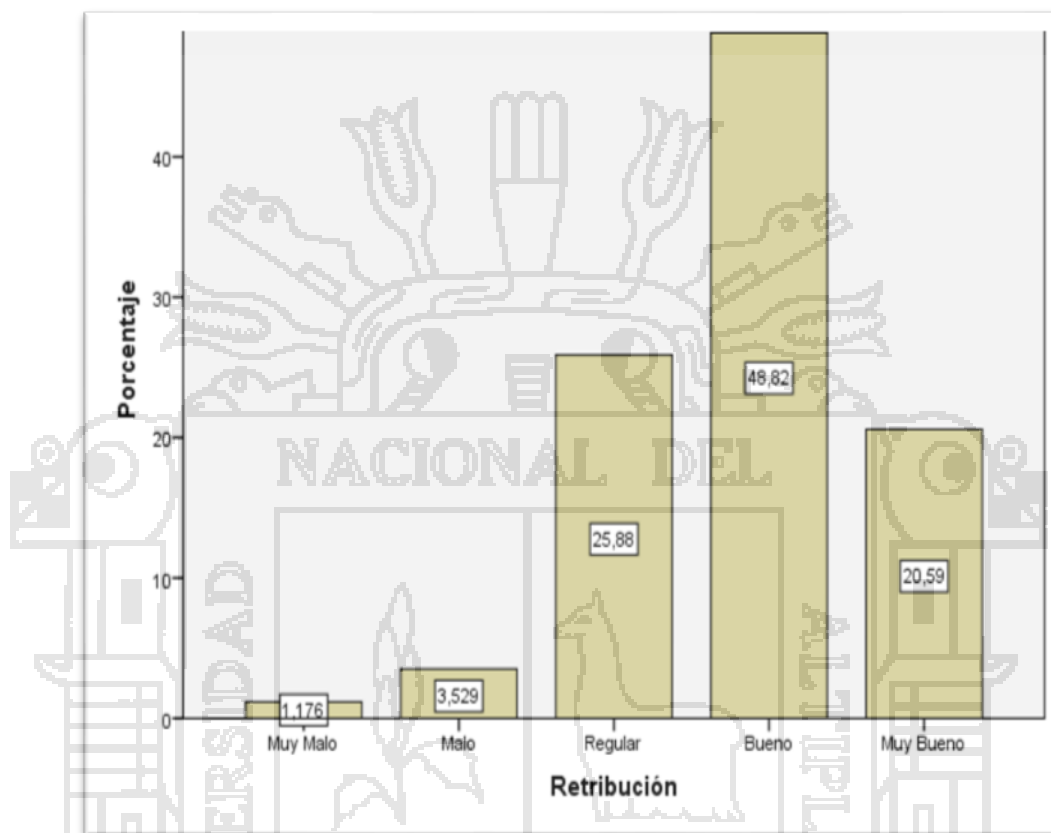 Porcentaje
40
30
20
10
0
1,176
3,529
25,88
48,82
20,59
Muy Malo
Malo
Regular
Bueno
Muy Bueno
Retribución
NACIONAL DEL